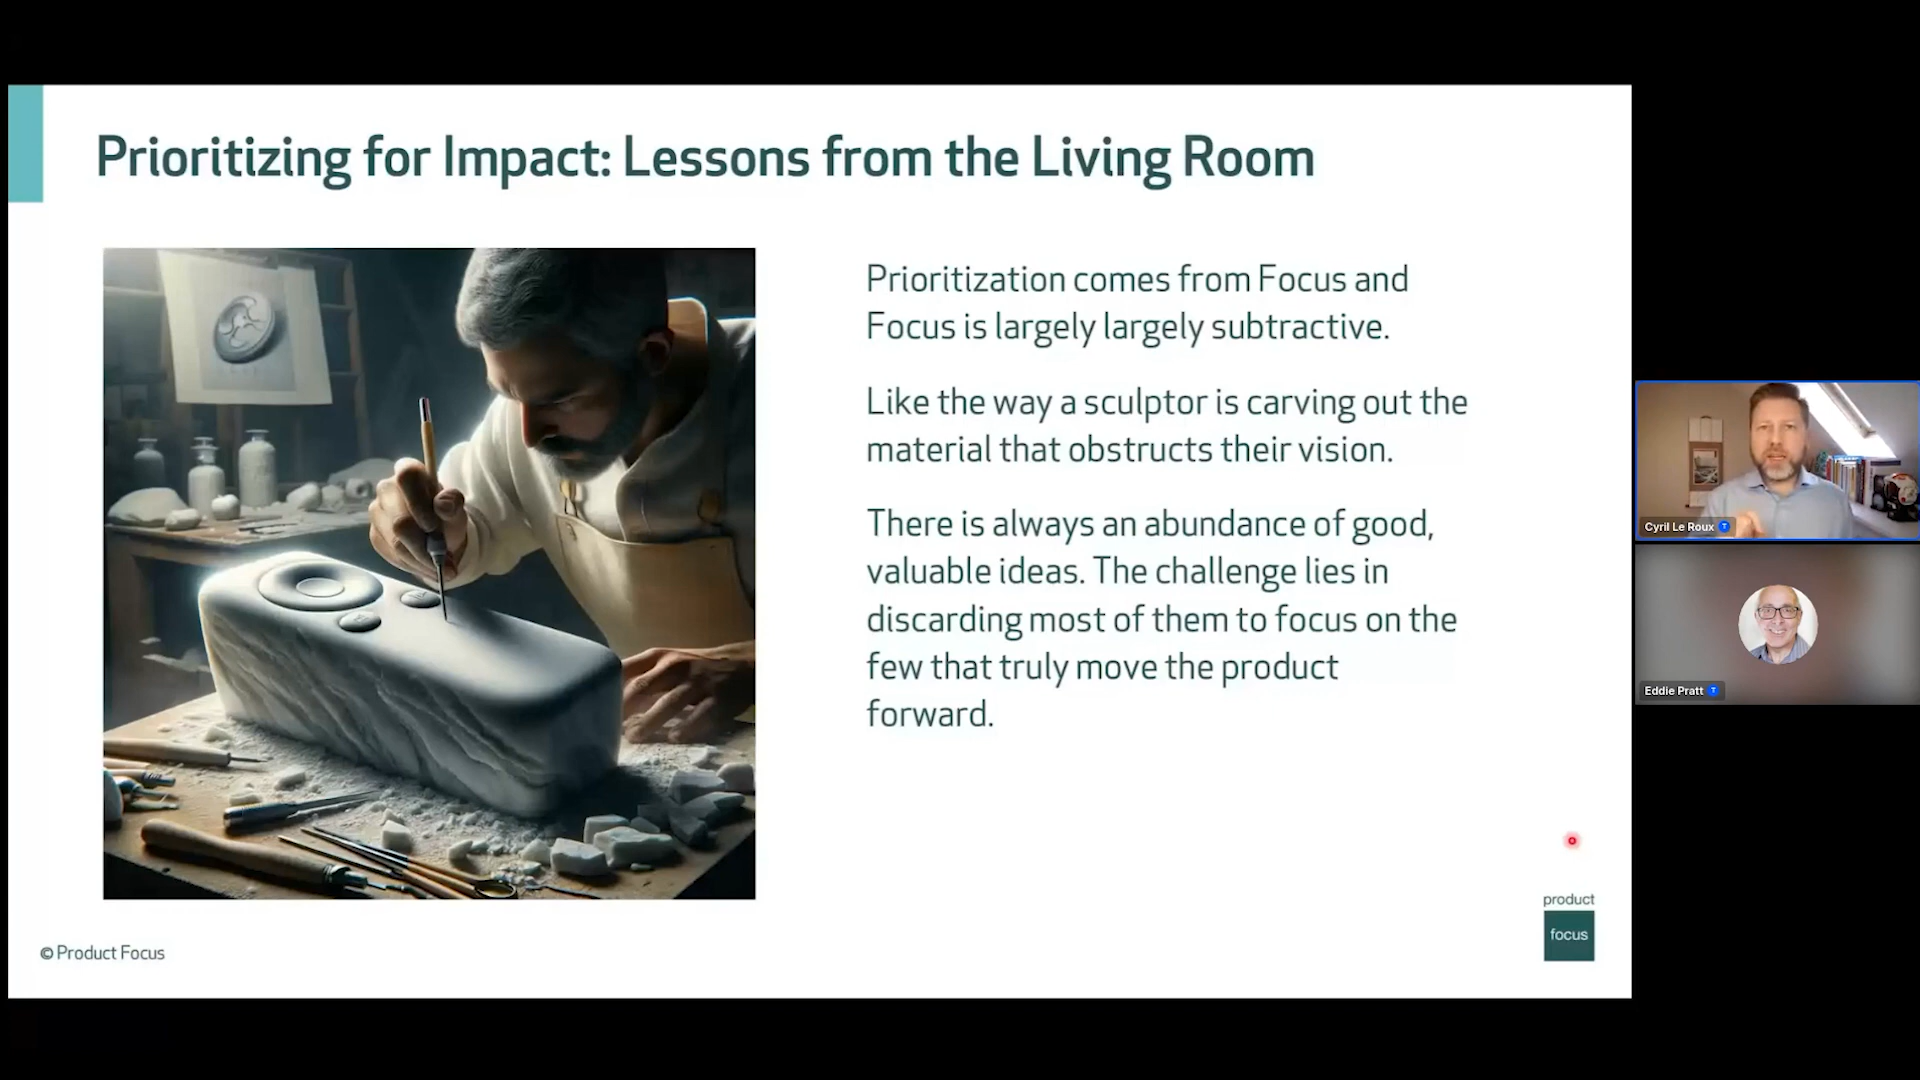 Prioritizing for Impact: Lessons from the Living Room
Prioritization comes from Focus and
Focus is largely largely subtractive.
Like the way a sculptor is carving out the
material that obstructs their vision.
There is always an abundance of good,
valuable ideas. The challenge lies in
discarding most of them to focus on the
few that truly move the product
forward.
product
focus
© Product Focus
Cyril Le Roux T
Eddie Pratt T